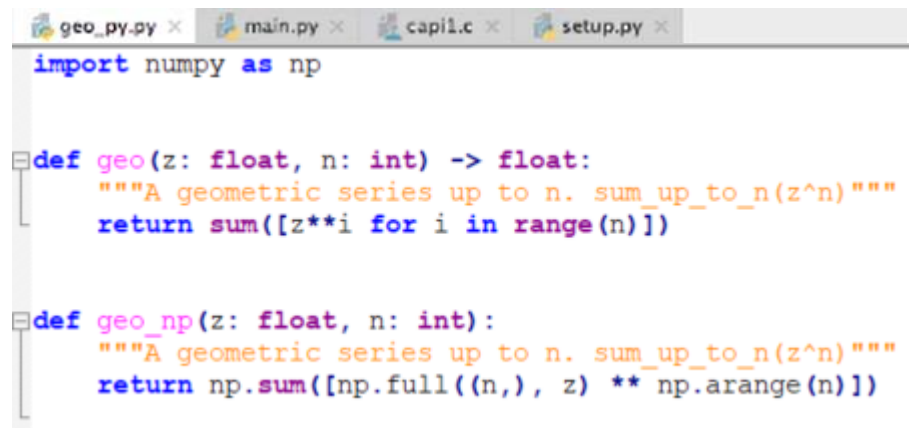 geo_py.py × main.py × capi1.c × setup.py ×
import numpy as np
def geo(z: float, n: int) -> float:
"""A geometric series up to n. sum_up_to_n(z^n)"""
return sum([z**i for i in range(n)])
def geo_np(z: float, n: int):
"""A geometric series up to n. sum_up_to_n(z^n)"""
return np.sum([np.full((n,), z) ** np.arange(n)])